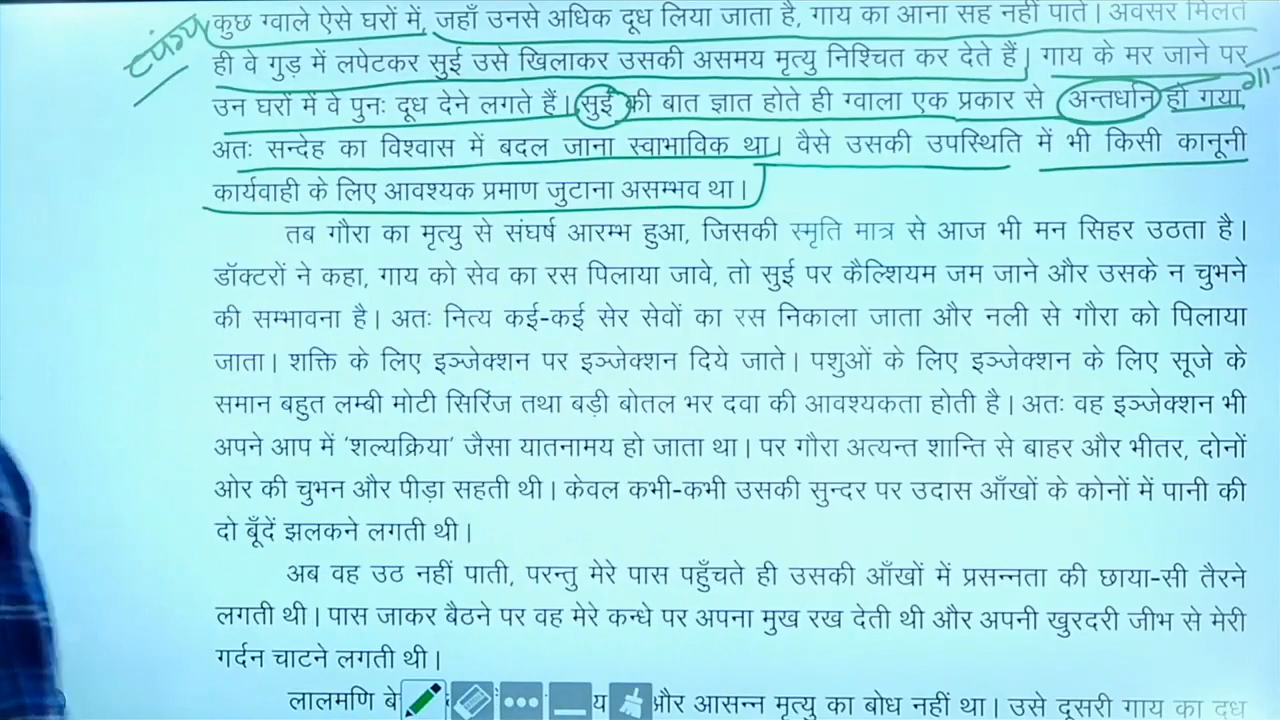 कुछ ग्वाले ऐसे घरों में, जहाँ उनसे अधिक दूध लिया जाता है, गाय का आना सह नहीं पाते। अवसर मिलते
ही वे गुड़ में लपेटकर सुई उसे खिलाकर उसकी असमय मृत्यु निश्चित कर देते हैं। गाय के मर जाने पर
उन घरों में वे पुनः दूध देने लगते हैं। सुई की बात ज्ञात होते ही ग्वाला एक प्रकार से अन्तर्धान हो गया,
अतः सन्देह का विश्वास में बदल जाना स्वाभाविक था। वैसे उसकी उपस्थिति में भी किसी कानूनी
कार्यवाही के लिए आवश्यक प्रमाण जुटाना असम्भव था।
तब गौरा का मृत्यु से संघर्ष आरम्भ हुआ, जिसकी स्मृति मात्र से आज भी मन सिहर उठता है।
डॉक्टरों ने कहा, गाय को सेव का रस पिलाया जावे, तो सुई पर कैल्शियम जम जाने और उसके न चुभने
की सम्भावना है। अतः नित्य कई-कई सेर सेवों का रस निकाला जाता और नली से गौरा को पिलाया
जाता। शक्ति के लिए इञ्जेक्शन पर इञ्जेक्शन दिये जाते। पशुओं के लिए इञ्जेक्शन के लिए सूजे के
समान बहुत लम्बी मोटी सिरिंज तथा बड़ी बोतल भर दवा की आवश्यकता होती है। अतः वह इञ्जेक्शन भी
अपने आप में 'शल्यक्रिया' जैसा यातनामय हो जाता था। पर गौरा अत्यन्त शान्ति से बाहर और भीतर, दोनों
ओर की चुभन और पीड़ा सहती थी। केवल कभी-कभी उसकी सुन्दर पर उदास आँखों के कोनों में पानी की
दो बूँदें झलकने लगती थी।
अब वह उठ नहीं पाती, परन्तु मेरे पास पहुँचते ही उसकी आँखों में प्रसन्नता की छाया-सी तैरने
लगती थी। पास जाकर बैठने पर वह मेरे कन्धे पर अपना मुख रख देती थी और अपनी खुरदरी जीभ से मेरी
गर्दन चाटने लगती थी।
लालमणि बे य और आसन्न मृत्यु का बोध नहीं था। उसे दूसरी गाय का दूध